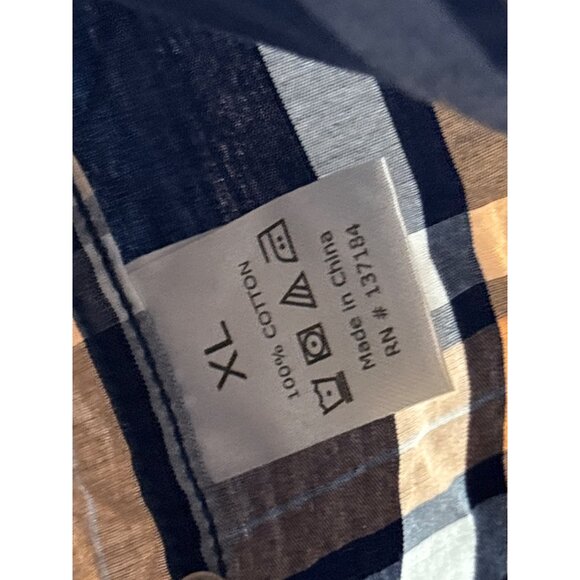 XL
100% COTTON
Made in China
RN # 137184